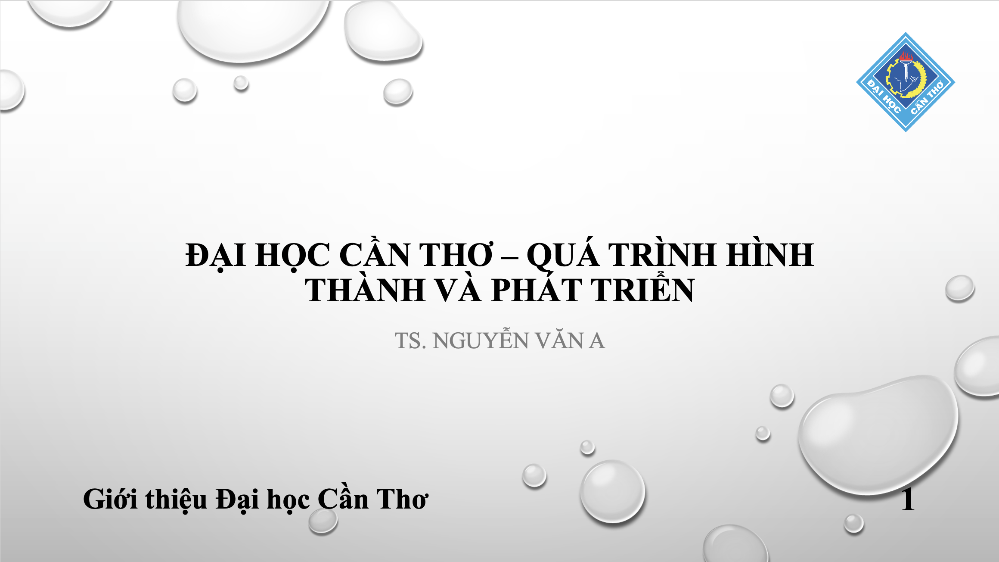 ĐẠI HỌC CẦN THƠ
ĐẠI HỌC CẦN THƠ – QUÁ TRÌNH HÌNH
THÀNH VÀ PHÁT TRIỂN
TS. NGUYỄN VĂN A
Giới thiệu Đại học Cần Thơ
1